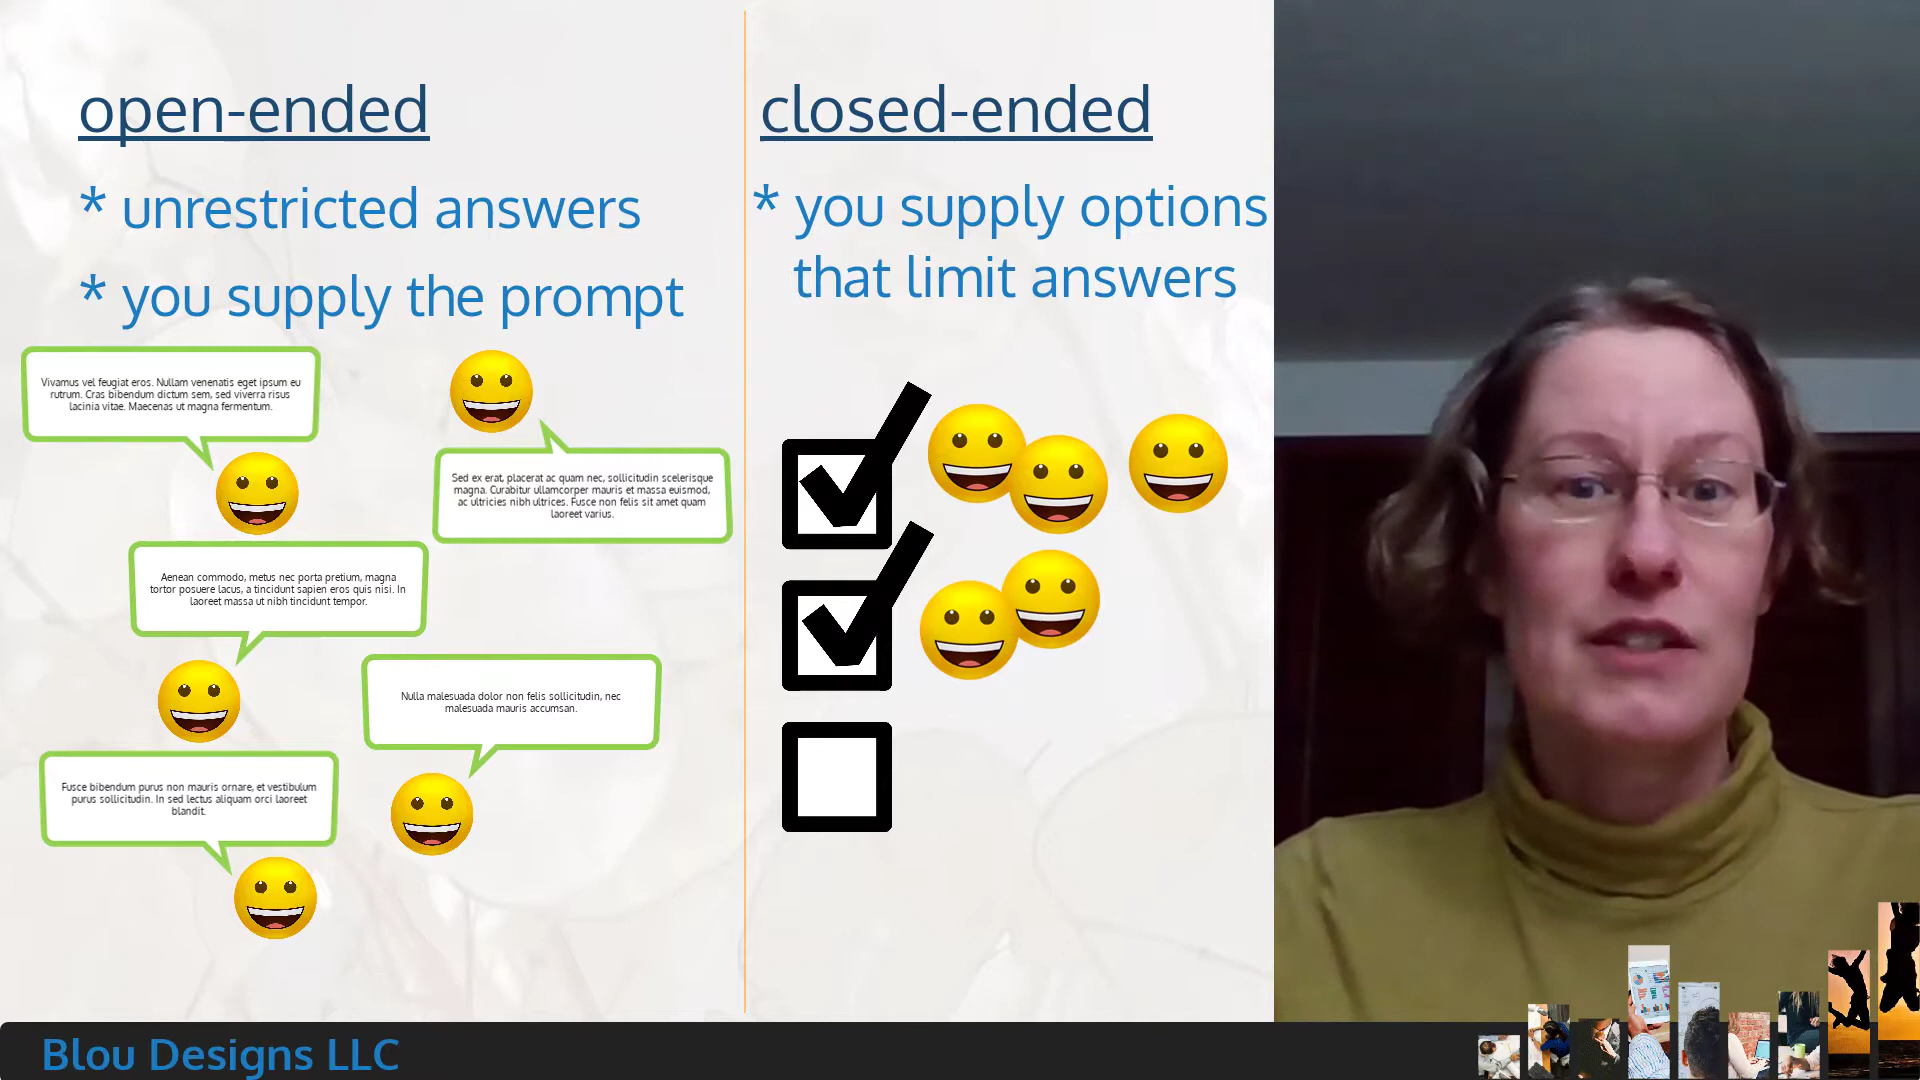 open-ended
* unrestricted answers
* you supply the prompt
Vivamus vel feugiat eros. Nullam venenatis eget ipsum eu
rutrum. Cras bibendum dictum sem, sed viverra risus
lacinia vitae. Maecenas ut magna fermentum.
Sed ex erat, placerat ac quam nec, sollicitudin scelerisque
magna. Curabitur ullamcorper mauris et massa euismod,
ac ultricies nibh ultrices. Fusce non felis sit amet quam
laoreet varius.
Aenean commodo, metus nec porta pretium, magna
tortor posuere lacus, a tincidunt sapien eros quis nisi. In
laoreet massa ut nibh tincidunt tempor.
Nulla malesuada dolor non felis sollicitudin, nec
malesuada mauris accumsan.
Fusce bibendum purus non mauris ornare, et vestibulum
purus sollicitudin. In sed lectus aliquam orci laoreet
blandit.
closed-ended
* you supply options
that limit answers
Blou Designs LLC